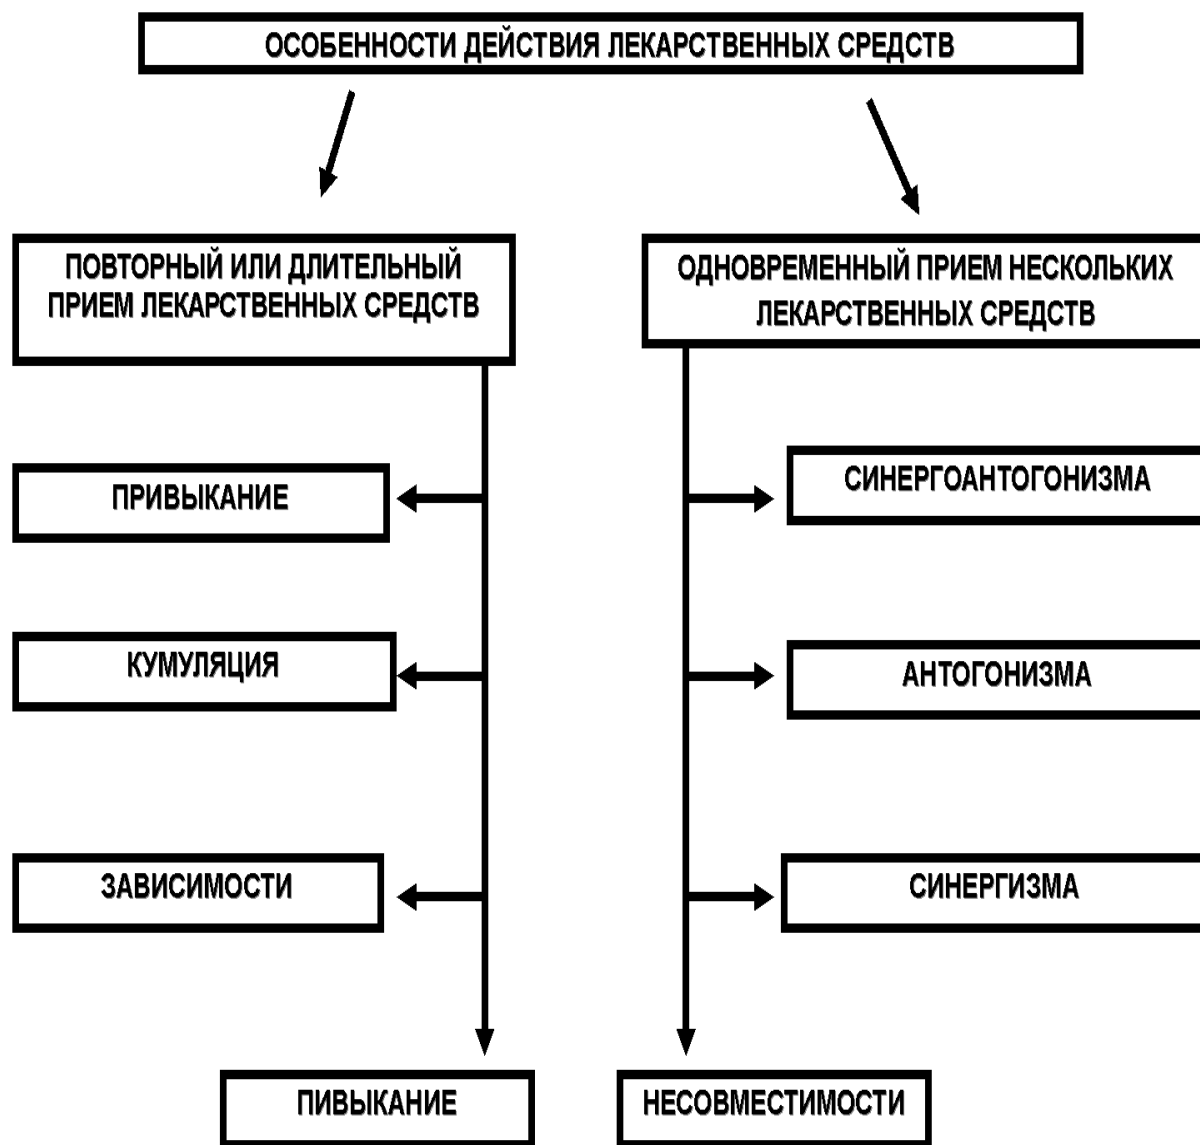 ОСОБЕННОСТИ ДЕЙСТВИЯ ЛЕКАРСТВЕННЫХ СРЕДСТВ
ПОВТОРНЫЙ ИЛИ ДЛИТЕЛЬНЫЙ
ПРИЕМ ЛЕКАРСТВЕННЫХ СРЕДСТВ
ОДНОВРЕМЕННЫЙ ПРИЕМ НЕСКОЛЬКИХ
ЛЕКАРСТВЕННЫХ СРЕДСТВ
ПРИВЫКАНИЕ
СИНЕРГОАНТОГОНИЗМА
КУМУЛЯЦИЯ
АНТОГОНИЗМА
ЗАВИСИМОСТИ
СИНЕРГИЗМА
ПИВЫКАНИЕ
НЕСОВМЕСТИМОСТИ